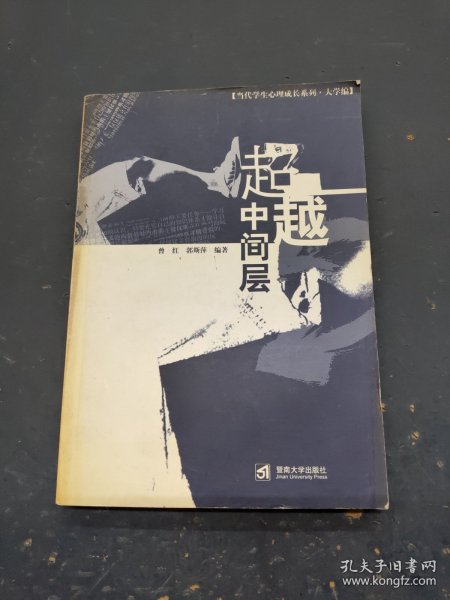 【当代学生心理成长系列·大学编】
超越
中间层
曾 红 郭斯萍 编著
暨南大学出版社
Jinan University Press
孔夫子旧书网
www.kongfz.com